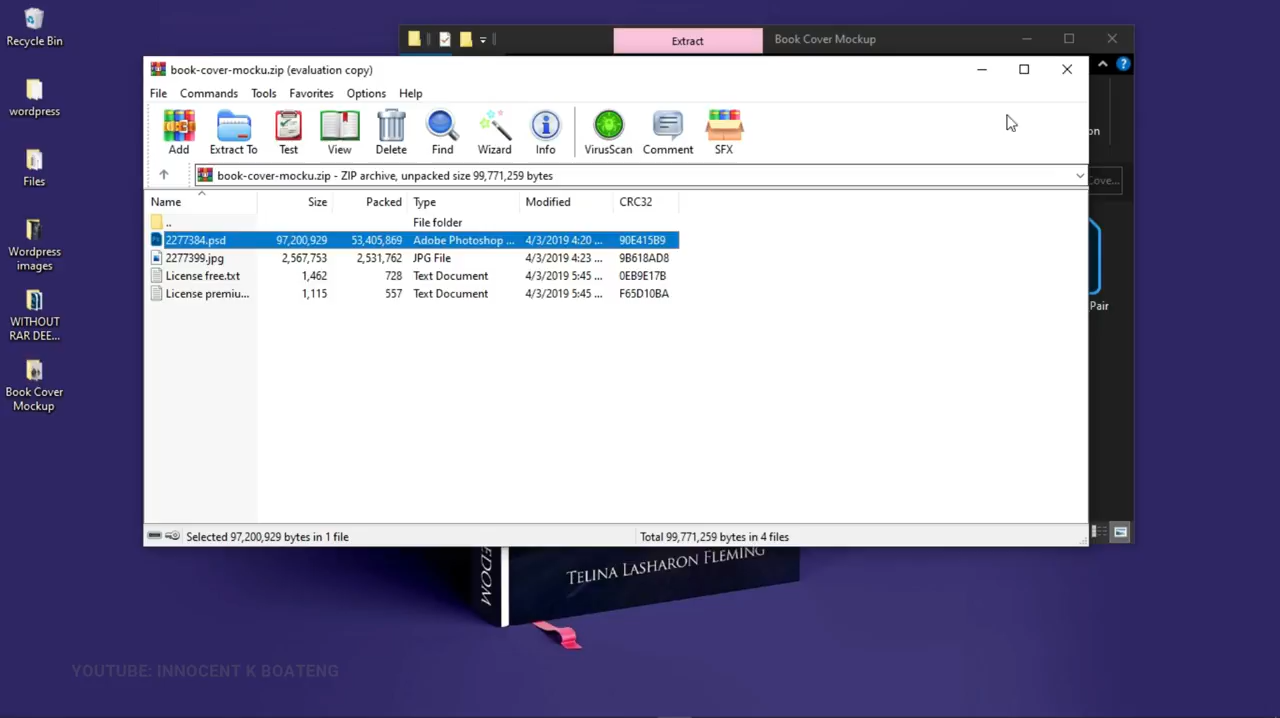 Recycle Bin
wordpress
Files
Wordpress
images
WITHOUT
RAR DEE...
Book Cover
Mockup
Extract
Book Cover Mockup
book-cover-mocku.zip (evaluation copy)
File Commands Tools Favorites Options Help
Add Extract To Test View Delete Find Wizard Info VirusScan Comment SFX
book-cover-mocku.zip - ZIP archive, unpacked size 99,771,259 bytes
Name Size Packed Type Modified CRC32
.. File folder
2277384.psd 97,200,929 53,405,869 Adobe Photoshop ... 4/3/2019 4:20 ... 90E415B9
2277399.jpg 2,567,753 2,531,762 JPG File 4/3/2019 4:23 ... 9B618AD8
License free.txt 1,462 728 Text Document 4/3/2019 5:45 ... 0EB9E17B
License premiu... 1,115 557 Text Document 4/3/2019 5:45 ... F65D10BA
Selected 97,200,929 bytes in 1 file
Total 99,771,259 bytes in 4 files
on
ove...
Pair
EDOM
TELINA LASHARON FLEMING
YOUTUBE: INNOCENT K BOATENG